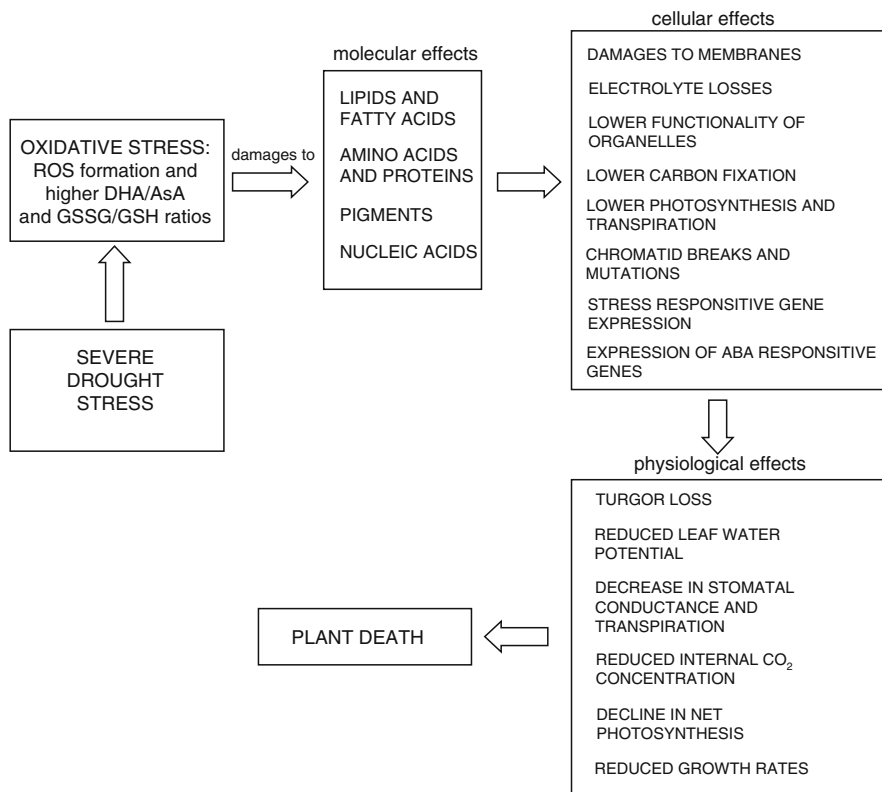 SEVERE
DROUGHT
STRESS
OXIDATIVE STRESS:
ROS formation and
higher DHA/AsA
and GSSG/GSH ratios
damages to
molecular effects
LIPIDS AND
FATTY ACIDS
AMINO ACIDS
AND PROTEINS
PIGMENTS
NUCLEIC ACIDS
cellular effects
DAMAGES TO MEMBRANES
ELECTROLYTE LOSSES
LOWER FUNCTIONALITY OF
ORGANELLES
LOWER CARBON FIXATION
LOWER PHOTOSYNTHESIS AND
TRANSPIRATION
CHROMATID BREAKS AND
MUTATIONS
STRESS RESPONSITIVE GENE
EXPRESSION
EXPRESSION OF ABA RESPONSITIVE
GENES
physiological effects
TURGOR LOSS
REDUCED LEAF WATER
POTENTIAL
DECREASE IN STOMATAL
CONDUCTANCE AND
TRANSPIRATION
REDUCED INTERNAL CO₂
CONCENTRATION
DECLINE IN NET
PHOTOSYNTHESIS
REDUCED GROWTH RATES
PLANT DEATH